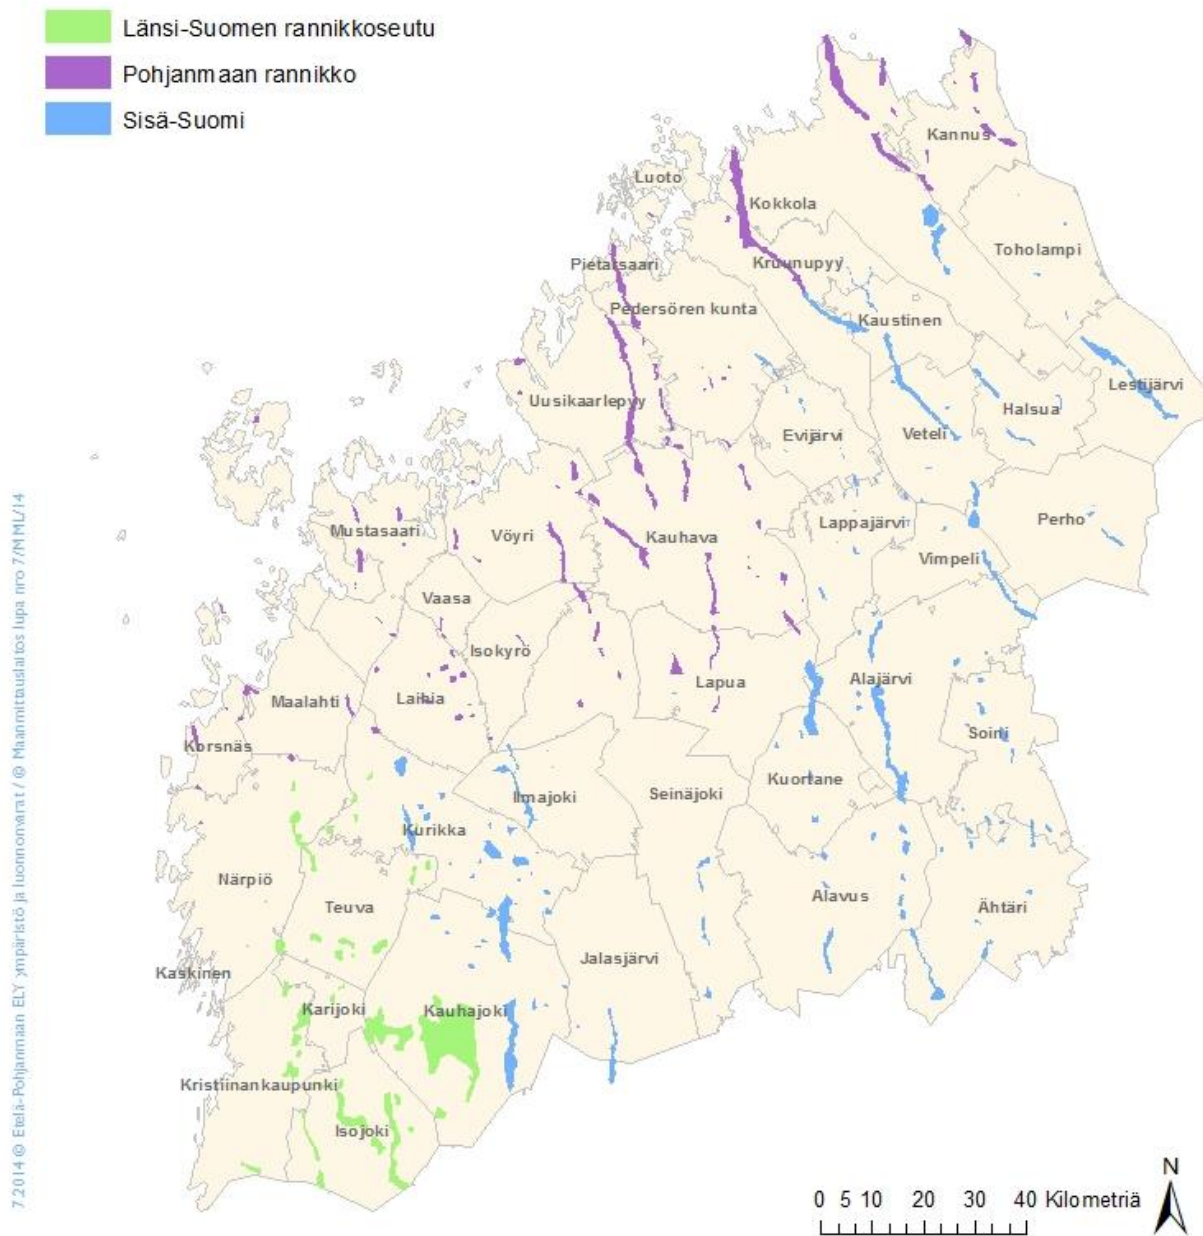 Länsi-Suomen rannikkoseutu
Pohjanmaan rannikko
Sisä-Suomi
Kannus
Luoto
Kokkola
Toholampi
Pietarsaari
Kruunupyy
Pedersören kunta
Kaustinen
Lestijärvi
Uusikaarlepyy
Halsua
Evijärvi
Veteli
Perho
Lappajärvi
Mustasaari
Vöyri
Kauhava
Vimpeli
Vaasa
Isokyrö
Lapua
Alajärvi
Maalahti
Laihia
Soini
Korsnäs
Kuortane
Ilmajoki
Seinäjoki
Kurikka
Närpiö
Alavus
Teuva
Ähtäri
Jalasjärvi
Kaskinen
Karijoki
Kauhajoki
Kristiinankaupunki
Isojoki
7.2014 © Etelä-Pohjanmaan ELY ympäristö ja luonnonvarat / © Maanmittauslaitos lupa nro 7/MML/14
N
0 5 10 20 30 40 Kilometriä